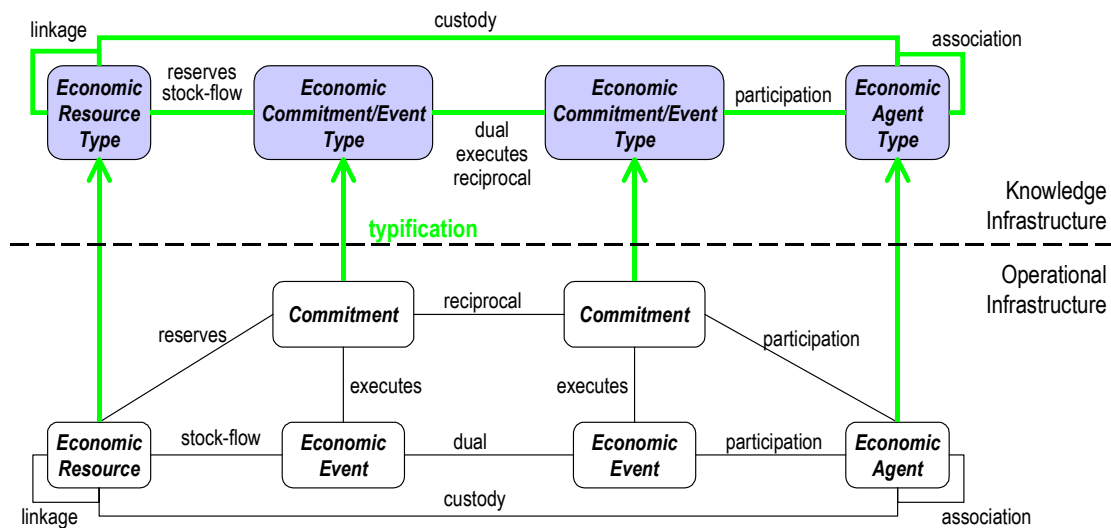 custody
linkage
association
Economic
Resource
Type
reserves
stock-flow
Economic
Commitment/Event
Type
dual
executes
reciprocal
Economic
Commitment/Event
Type
participation
Economic
Agent
Type
Knowledge
Infrastructure
typification
Operational
Infrastructure
Commitment
reciprocal
Commitment
reserves
participation
executes
executes
Economic
Resource
stock-flow
Economic
Event
dual
Economic
Event
participation
Economic
Agent
custody
linkage
association